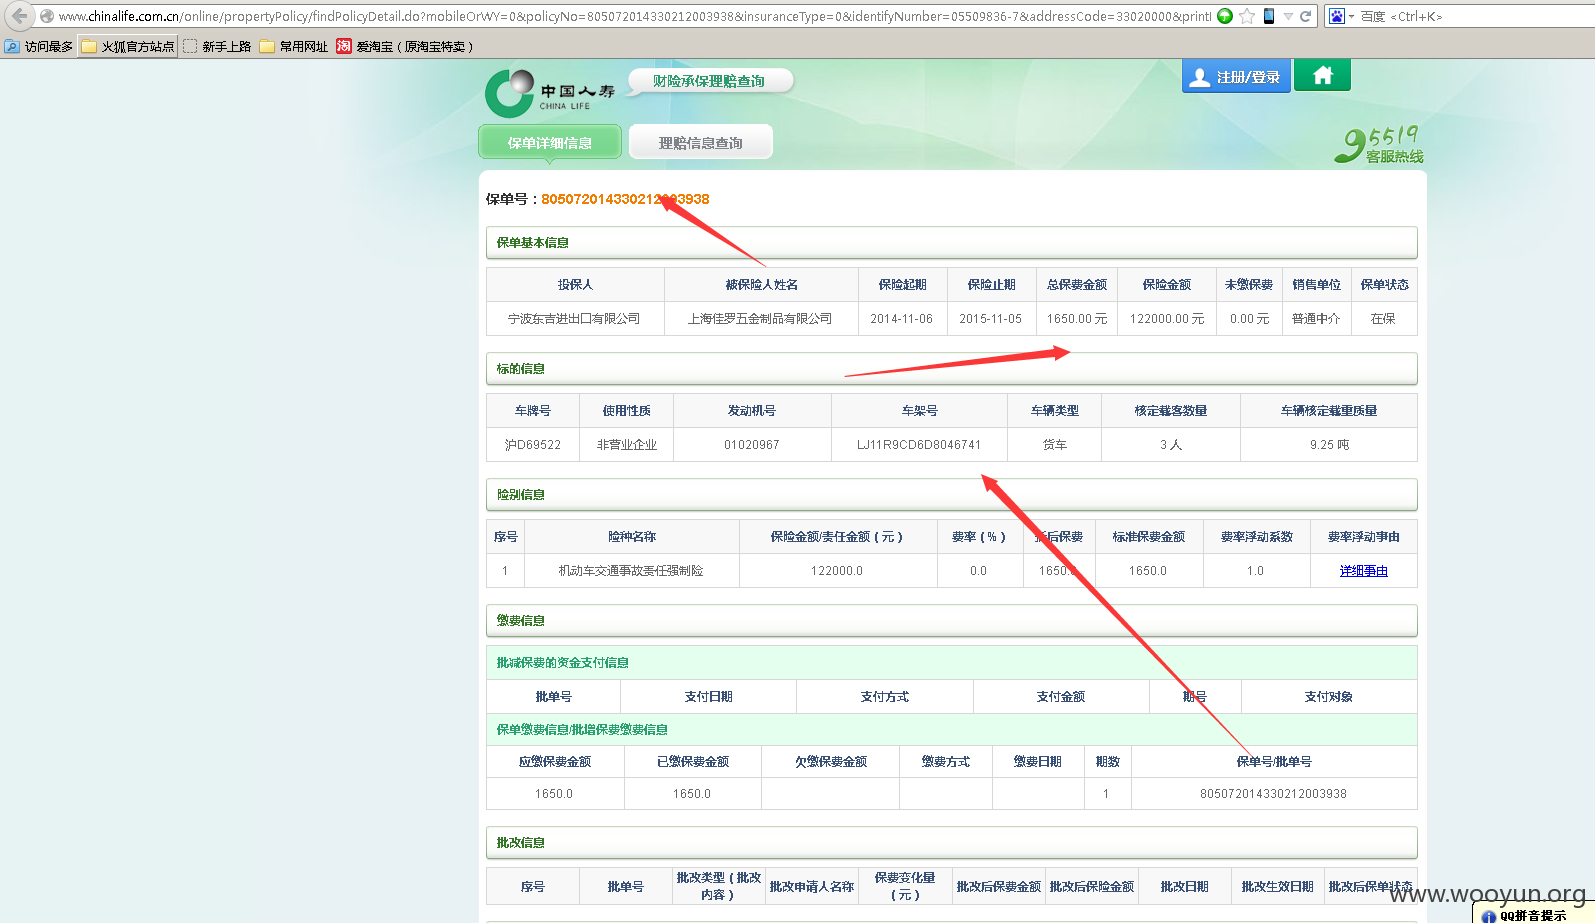 www.chinalife.com.cn/online/propertyPolicy/findPolicyDetail.do?mobileOrWY=0&policyNo=805072014330212003938&insuranceType=0&identifyNumber=05509836-7&addressCode=33020000&print
百度 <Ctrl+K>
访问最多 火狐官方站点 新手上路 常用网址 淘 爱淘宝（原淘宝特卖）
中国人寿 CHINA LIFE 财险承保理赔查询 注册/登录
保单详细信息 理赔信息查询 95519 客服热线
保单号：805072014330212003938
保单基本信息
投保人 被保险人姓名 保险起期 保险止期 总保费金额 保险金额 未缴保费 销售单位 保单状态
宁波东吉进出口有限公司 上海佳罗五金制品有限公司 2014-11-06 2015-11-05 1650.00 元 122000.00 元 0.00 元 普通中介 在保
标的信息
车牌号 使用性质 发动机号 车架号 车辆类型 核定载客数量 车辆核定载重质量
沪D69522 非营业企业 01020967 LJ11R9CD6D8046741 货车 3 人 9.25 吨
险别信息
序号 险种名称 保险金额/责任金额（元） 费率（%） 折后保费 标准保费金额 费率浮动系数 费率浮动事由
1 机动车交通事故责任强制险 122000.0 0.0 1650.0 1650.0 1.0 详细事由
缴费信息
批减保费的资金支付信息
批单号 支付日期 支付方式 支付金额 期号 支付对象
保单缴费信息/批增保费缴费信息
应缴保费金额 已缴保费金额 欠缴保费金额 缴费方式 缴费日期 期数 保单号/批单号
1650.0 1650.0 1 805072014330212003938
批改信息
序号 批单号 批改类型（批改内容） 批改申请人名称 保费变化量（元） 批改后保费金额 批改后保险金额 批改日期 批改生效日期 批改后保单状态
www.wooyun.org
QQ拼音提示